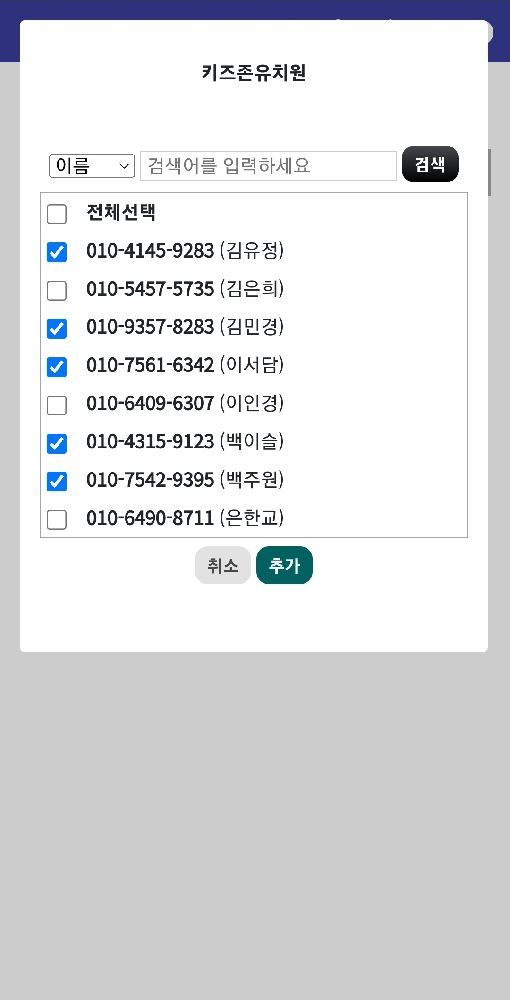 키즈존유치원
이름 검색어를 입력하세요 검색
전체선택
010-4145-9283 (김유정)
010-5457-5735 (김은희)
010-9357-8283 (김민경)
010-7561-6342 (이서담)
010-6409-6307 (이인경)
010-4315-9123 (백이슬)
010-7542-9395 (백주원)
010-6490-8711 (은한교)
취소 추가